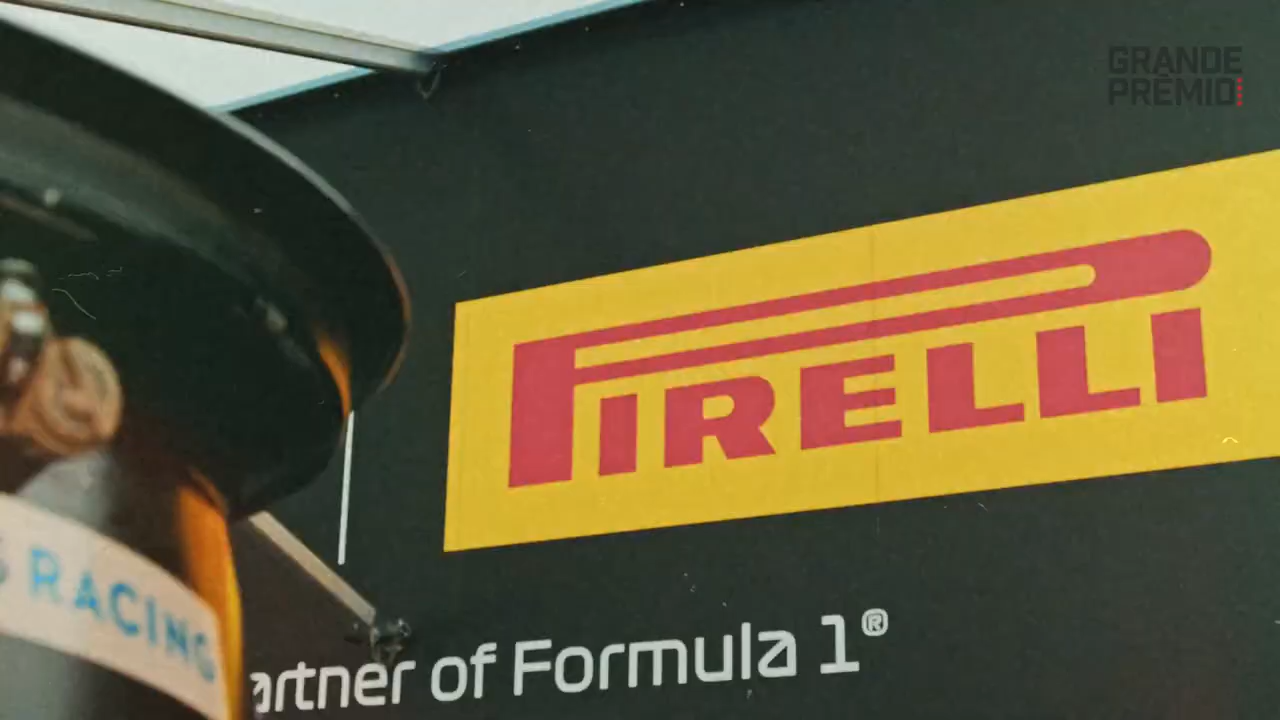 GRANDE
PRÊMIO
PIRELLI
RACING
artner of Formula 1®